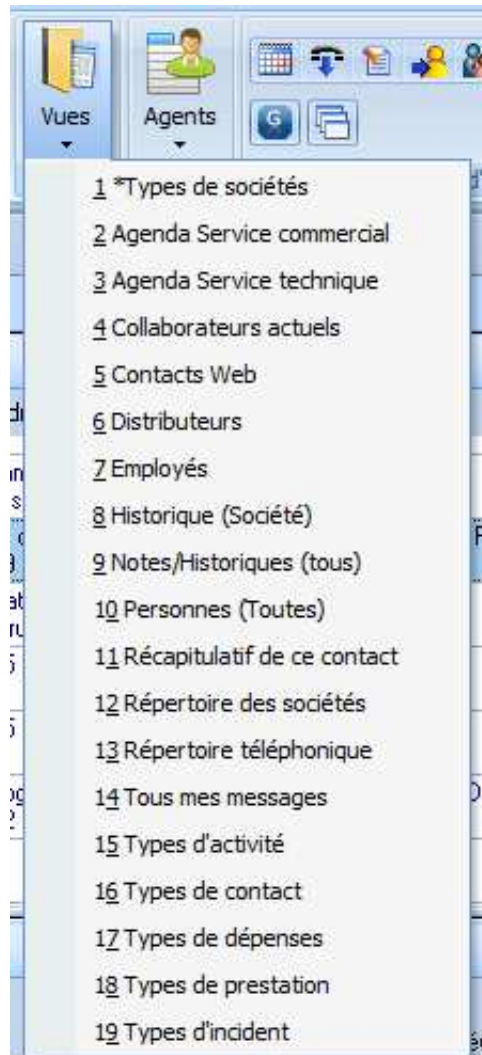 Vues
Agents
1 *Types de sociétés
2 Agenda Service commercial
3 Agenda Service technique
4 Collaborateurs actuels
5 Contacts Web
6 Distributeurs
7 Employés
8 Historique (Société)
9 Notes/Historiques (tous)
10 Personnes (Toutes)
11 Récapitulatif de ce contact
12 Répertoire des sociétés
13 Répertoire téléphonique
14 Tous mes messages
15 Types d'activité
16 Types de contact
17 Types de dépenses
18 Types de prestation
19 Types d'incident